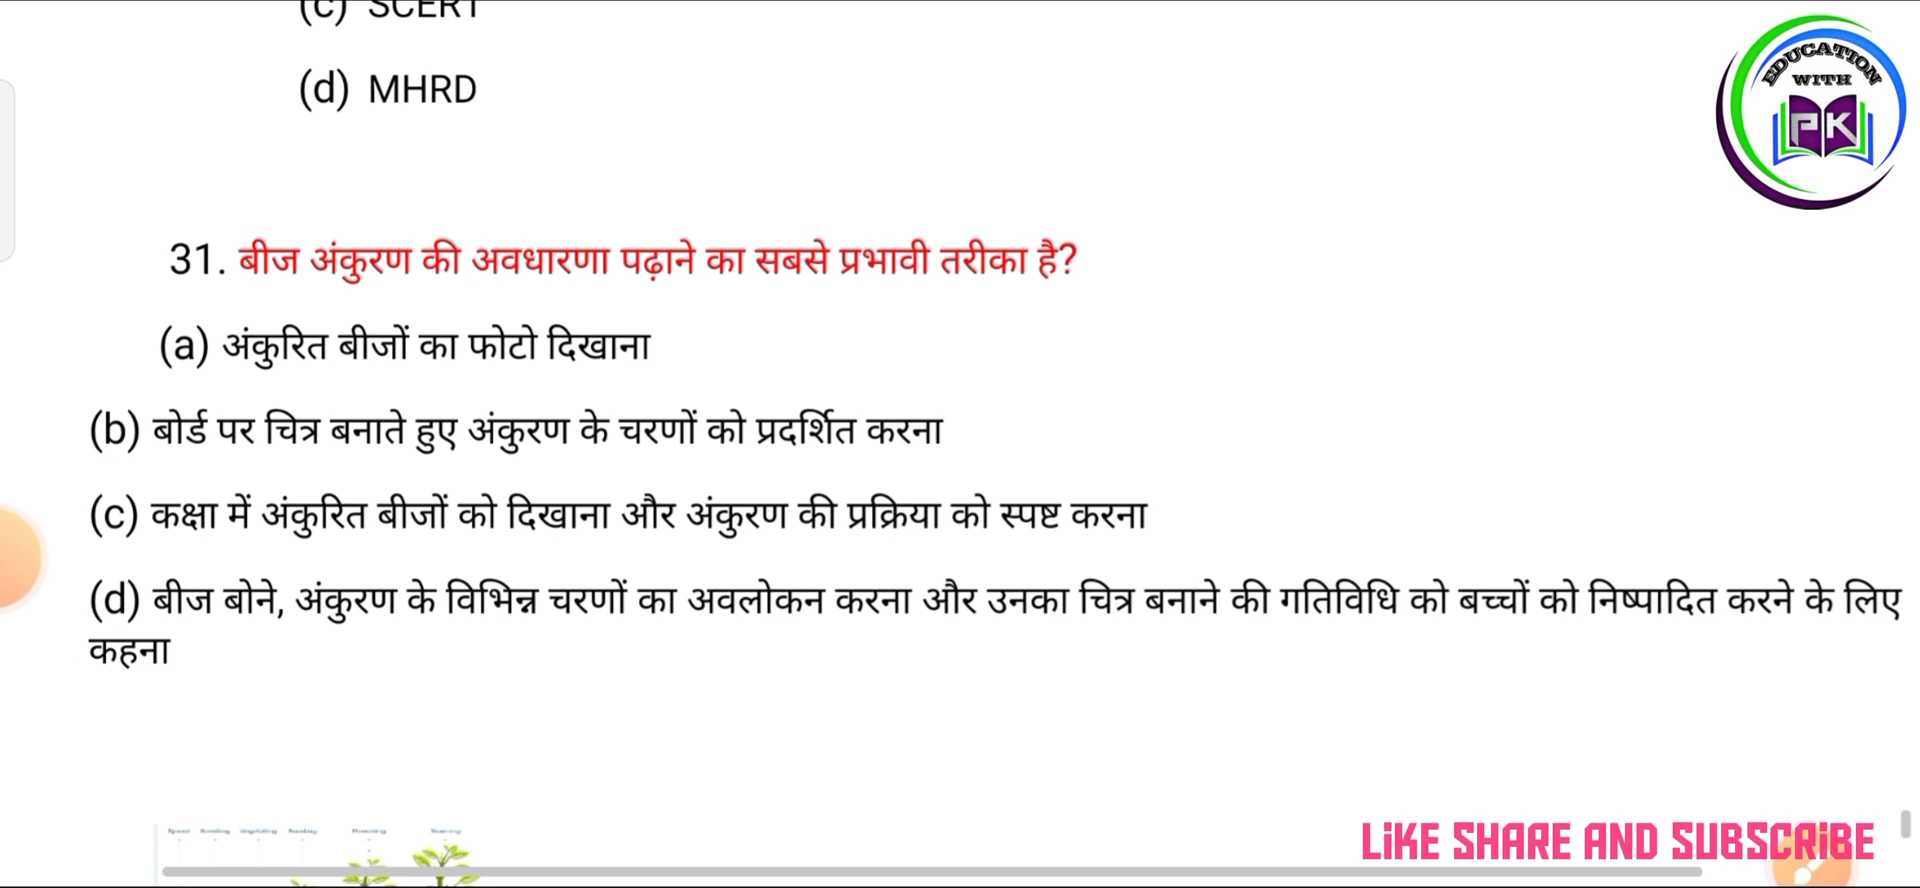 (c) SCERT
(d) MHRD
EDUCATION
WITH
PK
31. बीज अंकुरण की अवधारणा पढ़ाने का सबसे प्रभावी तरीका है?
(a) अंकुरित बीजों का फोटो दिखाना
(b) बोर्ड पर चित्र बनाते हुए अंकुरण के चरणों को प्रदर्शित करना
(c) कक्षा में अंकुरित बीजों को दिखाना और अंकुरण की प्रक्रिया को स्पष्ट करना
(d) बीज बोने, अंकुरण के विभिन्न चरणों का अवलोकन करना और उनका चित्र बनाने की गतिविधि को बच्चों को निष्पादित करने के लिए
कहना
LiKE SHARE AND SUBSCRiBE